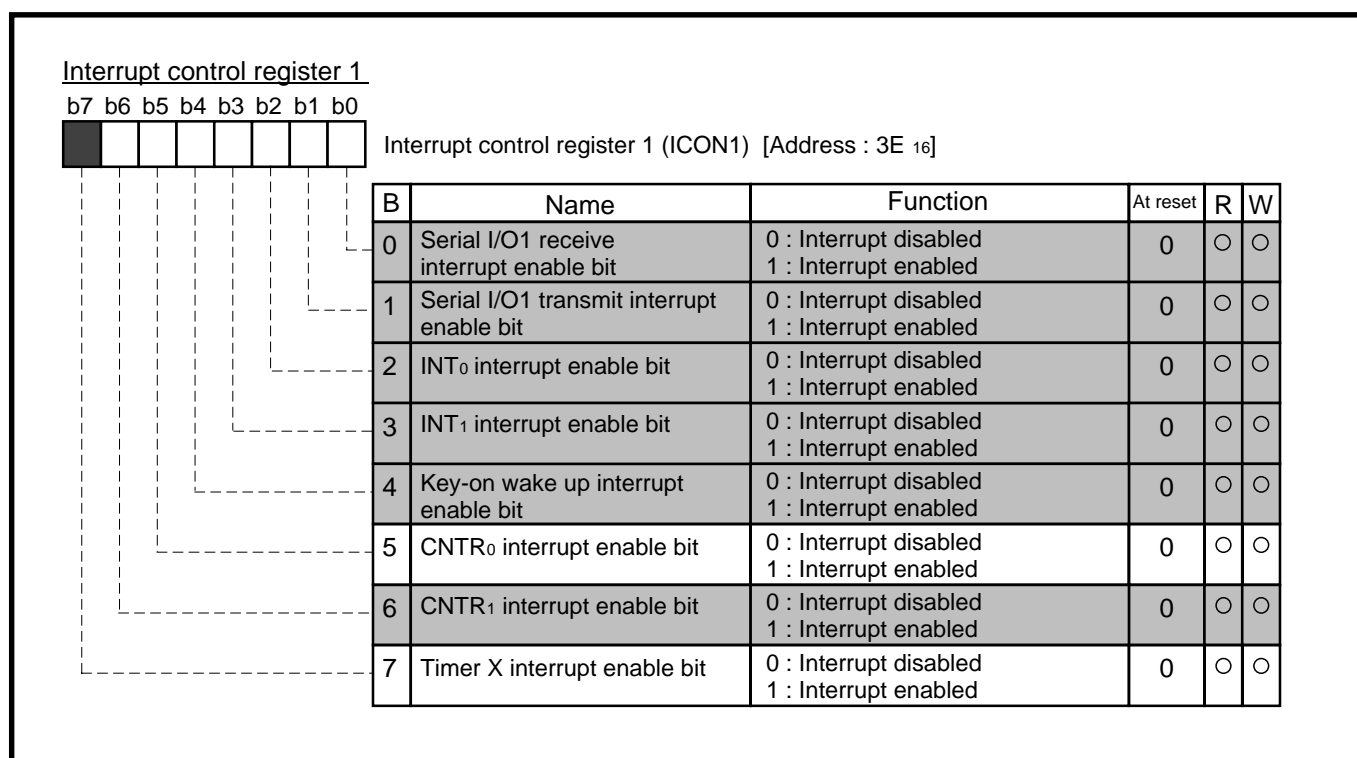 Interrupt control register 1
b7 b6 b5 b4 b3 b2 b1 b0
Interrupt control register 1 (ICON1) [Address : 3E 16]
B Name Function At reset R W
0 Serial I/O1 receive interrupt enable bit 0 : Interrupt disabled 1 : Interrupt enabled 0 ○ ○
1 Serial I/O1 transmit interrupt enable bit 0 : Interrupt disabled 1 : Interrupt enabled 0 ○ ○
2 INT0 interrupt enable bit 0 : Interrupt disabled 1 : Interrupt enabled 0 ○ ○
3 INT1 interrupt enable bit 0 : Interrupt disabled 1 : Interrupt enabled 0 ○ ○
4 Key-on wake up interrupt enable bit 0 : Interrupt disabled 1 : Interrupt enabled 0 ○ ○
5 CNTR0 interrupt enable bit 0 : Interrupt disabled 1 : Interrupt enabled 0 ○ ○
6 CNTR1 interrupt enable bit 0 : Interrupt disabled 1 : Interrupt enabled 0 ○ ○
7 Timer X interrupt enable bit 0 : Interrupt disabled 1 : Interrupt enabled 0 ○ ○